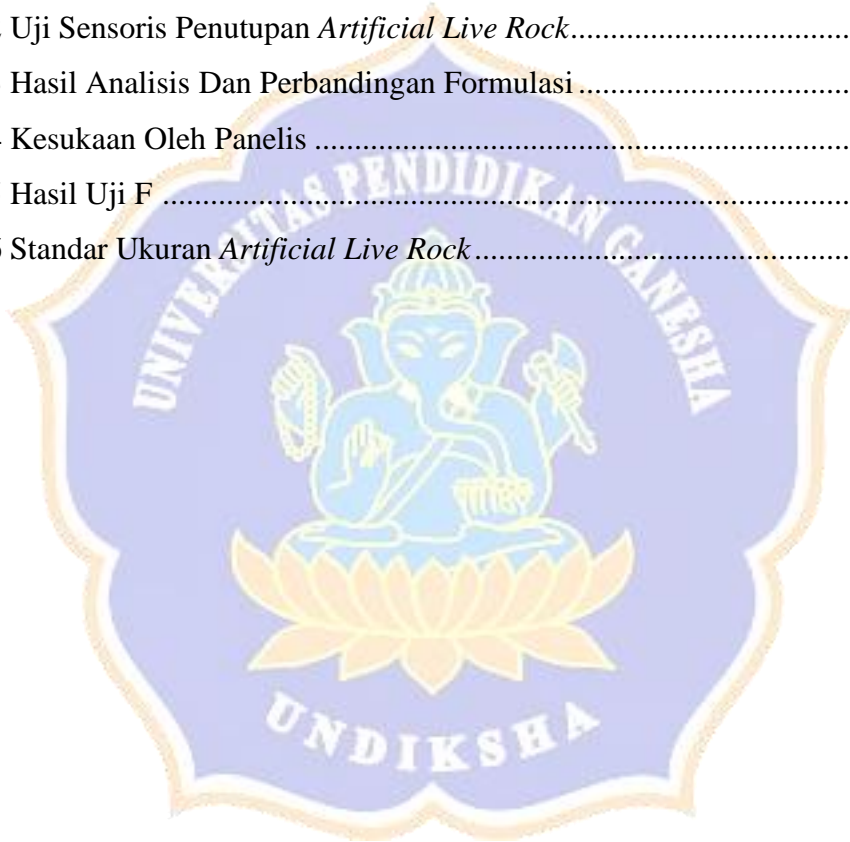 Uji Sensoris Penutupan Artificial Live Rock...................................
Hasil Analisis Dan Perbandingan Formulasi..................................
Kesukaan Oleh Panelis ...................................................................
Hasil Uji F ......................................................................................
Standar Ukuran Artificial Live Rock...............................................
UNIVERSITAS PENDIDIKAN GANESHA
UNDIKSHA